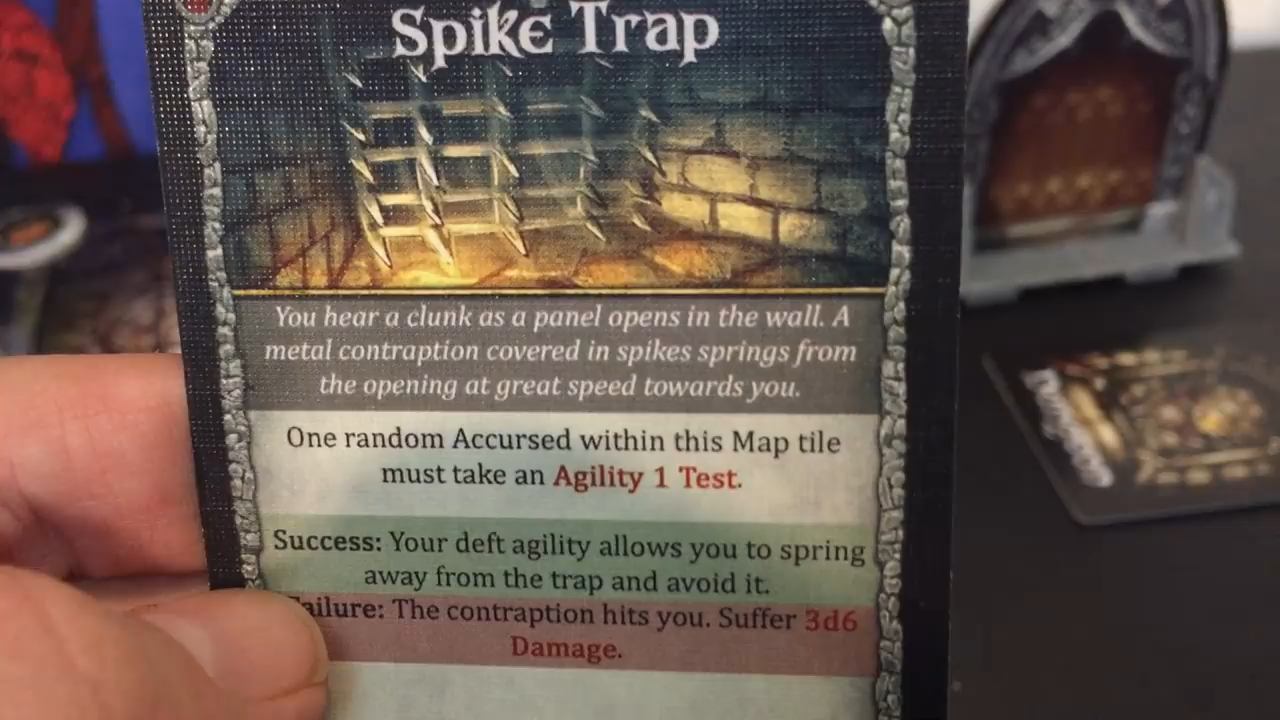 Spike Trap
You hear a clunk as a panel opens in the wall. A
metal contraption covered in spikes springs from
the opening at great speed towards you.
One random Accursed within this Map tile
must take an Agility 1 Test.
Success: Your deft agility allows you to spring
away from the trap and avoid it.
Failure: The contraption hits you. Suffer 3d6
Damage.